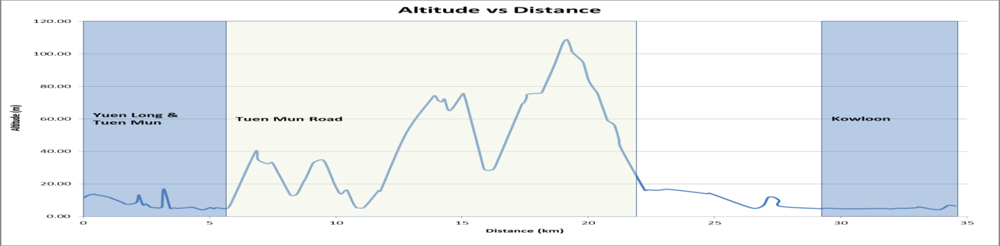 Altitude vs Distance
120.00
100.00
80.00
60.00
40.00
20.00
0.00
Altitude (m)
Yuen Long &
Tuen Mun
Tuen Mun Road
Kowloon
0 5 10 15 20 25 30 35
Distance (km)